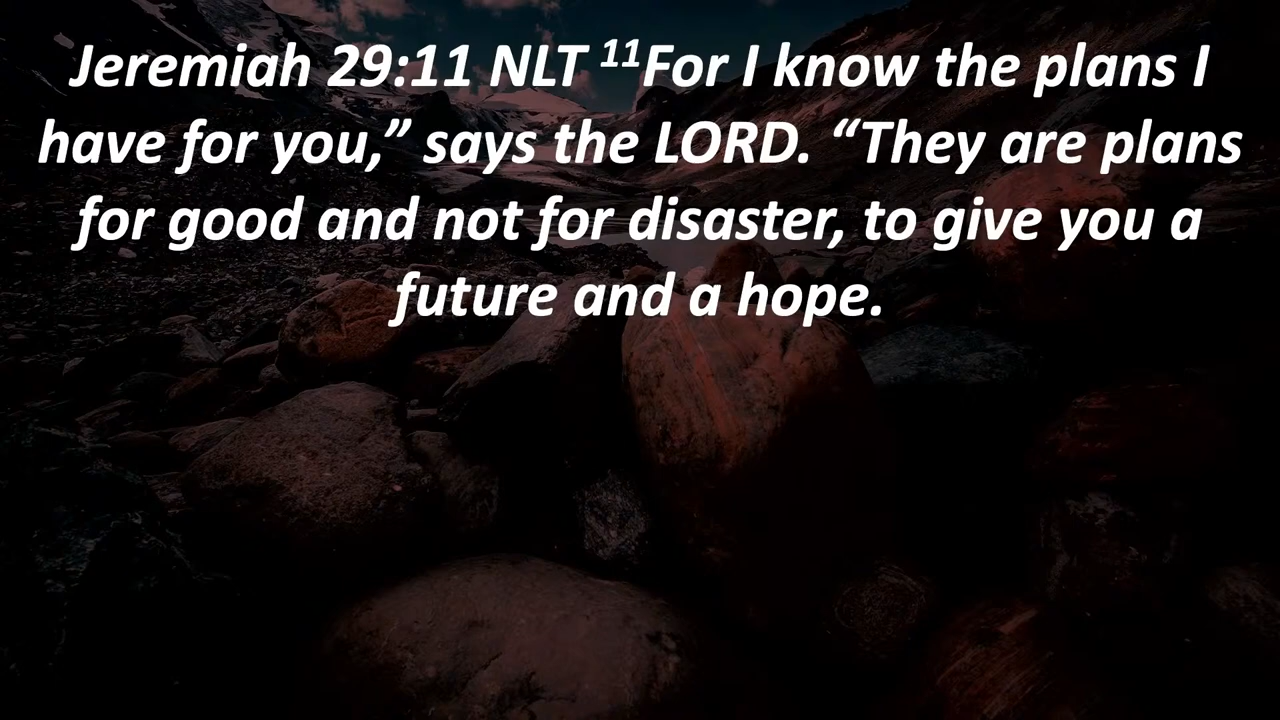 Jeremiah 29:11 NLT ¹¹For I know the plans I
have for you,” says the LORD. “They are plans
for good and not for disaster, to give you a
future and a hope.